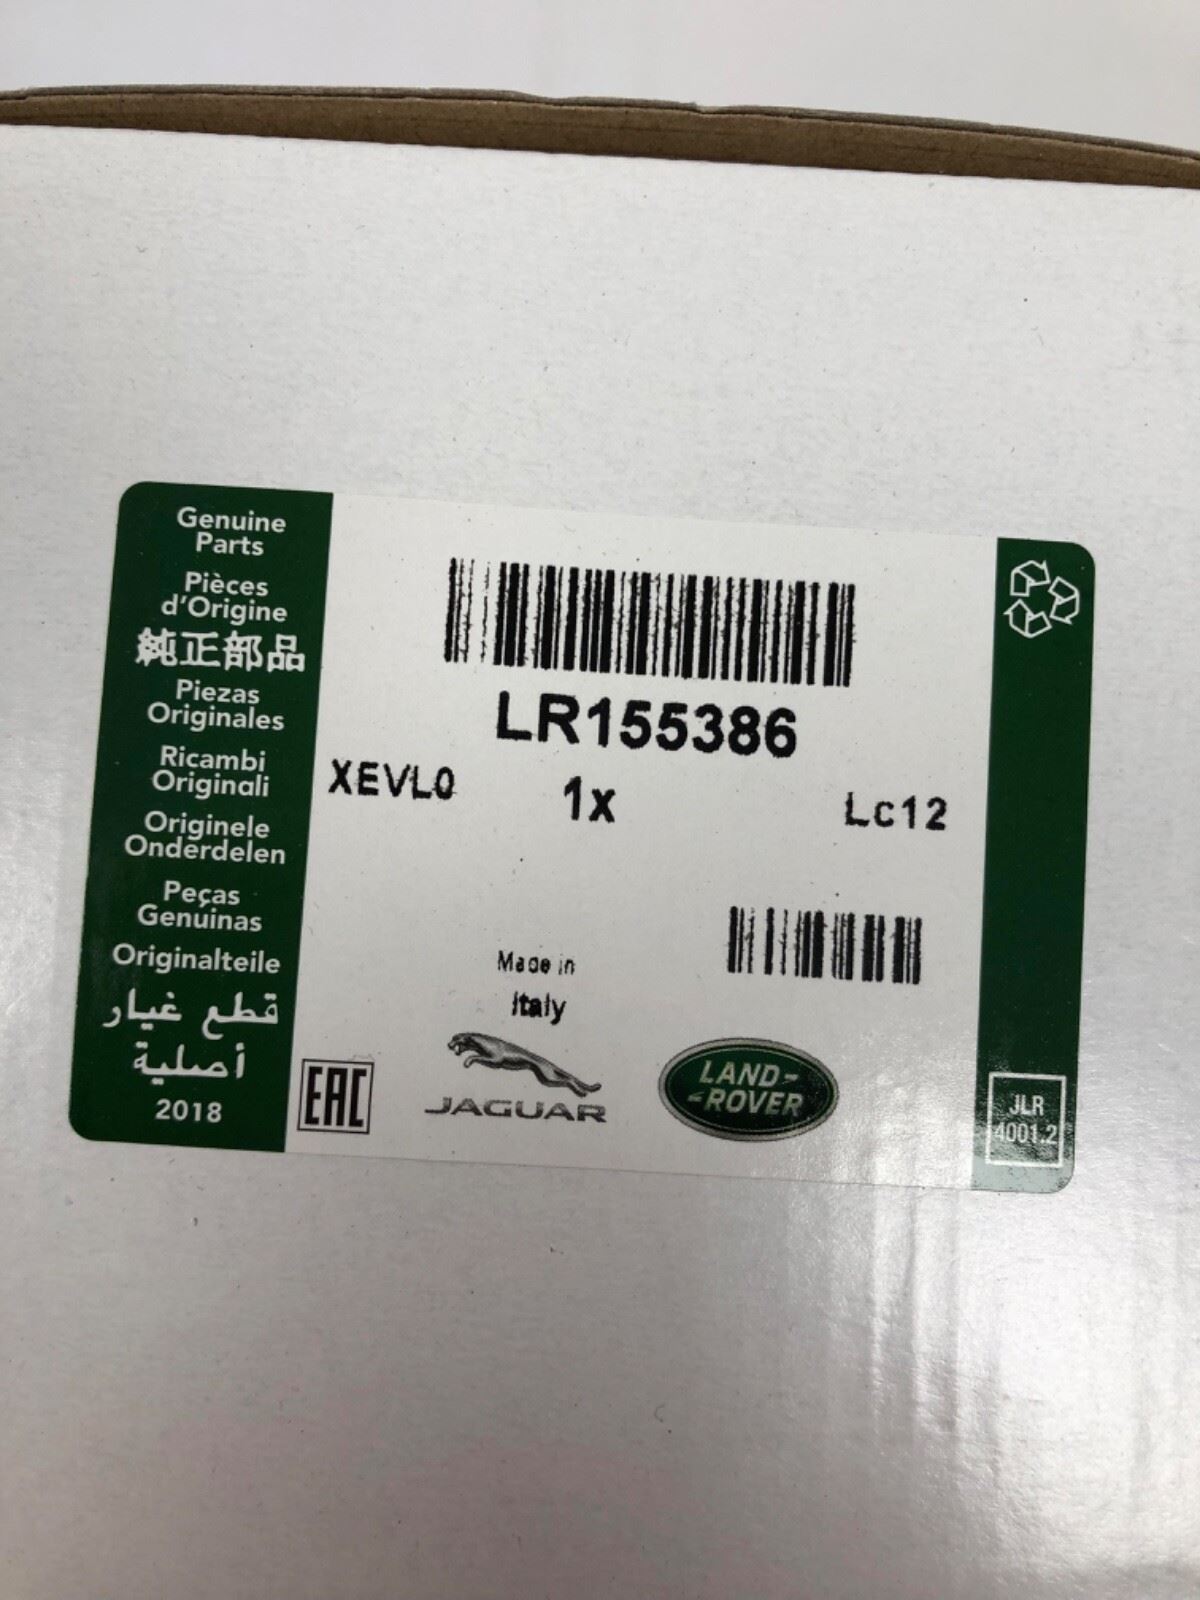 Genuine
Parts
Pièces
d'Origine
純正部品
Piezas
Originales
Ricambi
Originali
Originele
Onderdelen
Peças
Genuinas
Originalteile
قطع غيار
أصلية
2018
LR155386
XEVL0 1x Lc12
Made in
Italy
EAC
JAGUAR
LAND-
-ROVER
JLR
4001.2